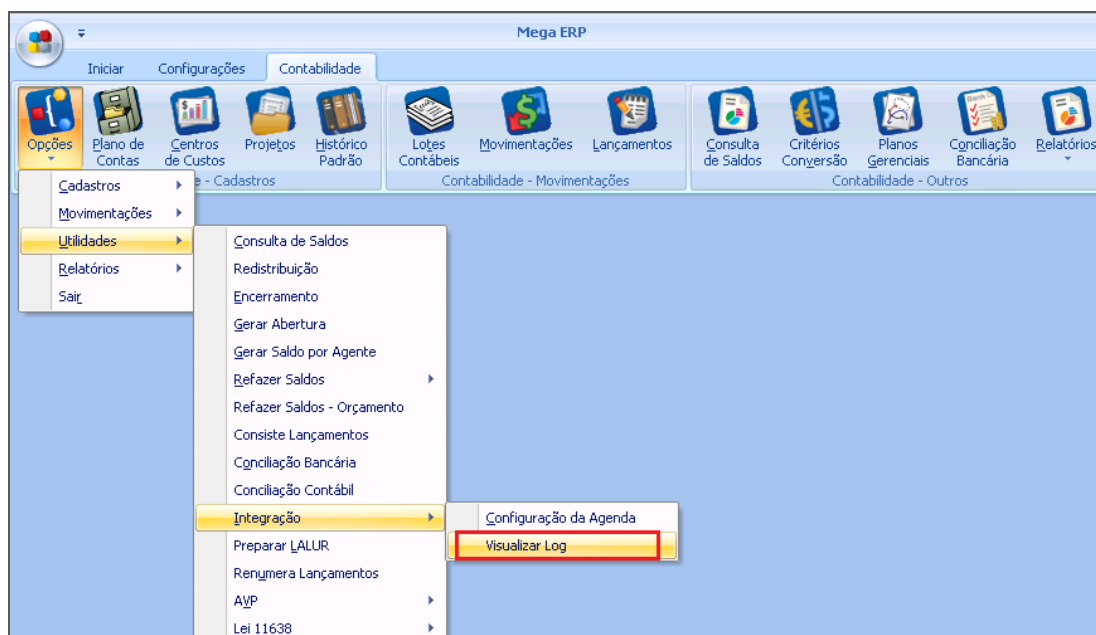 Mega ERP
Iniciar Configurações Contabilidade
Opções
Plano de
Contas
Centros
de Custos
Projetos
Histórico
Padrão
Lotes
Contábeis
Movimentações
Lançamentos
Consulta
de Saldos
Critérios
Conversão
Planos
Gerenciais
Conciliação
Bancária
Relatórios
e - Cadastros
Contabilidade - Movimentações
Contabilidade - Outros
Cadastros
Movimentações
Utilidades
Relatórios
Sair
Consulta de Saldos
Redistribuição
Encerramento
Gerar Abertura
Gerar Saldo por Agente
Refazer Saldos
Refazer Saldos - Orçamento
Consiste Lançamentos
Conciliação Bancária
Conciliação Contábil
Integração
Preparar LALUR
Renumera Lançamentos
AVP
Lei 11638
Configuração da Agenda
Visualizar Log